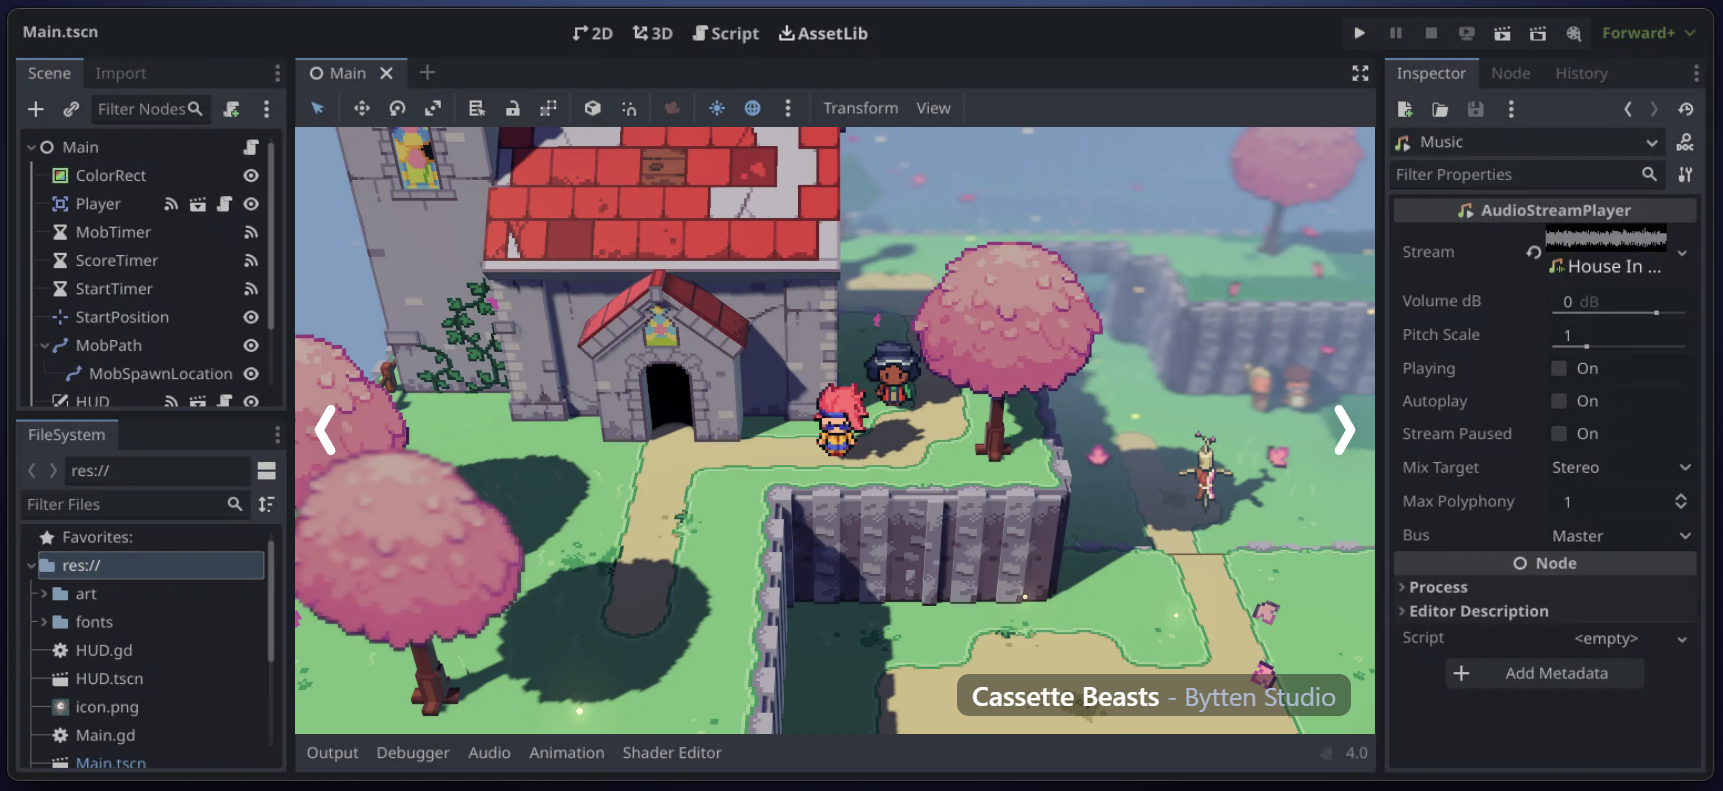 Main.tscn
2D 3D Script AssetLib
Forward+
Scene Import
Filter Nodes
Main
ColorRect
Player
MobTimer
ScoreTimer
StartTimer
StartPosition
MobPath
MobSpawnLocation
HUD
FileSystem
res://
Filter Files
Favorites:
res://
art
fonts
HUD.gd
HUD.tscn
icon.png
Main.gd
Main.tscn
Main
Transform View
Cassette Beasts - Bytten Studio
Output Debugger Audio Animation Shader Editor
4.0
Inspector Node History
Music
DOC
Filter Properties
AudioStreamPlayer
Stream
House In ...
Volume dB 0 dB
Pitch Scale 1
Playing On
Autoplay On
Stream Paused On
Mix Target Stereo
Max Polyphony 1
Bus Master
Node
Process
Editor Description
Script <empty>
Add Metadata